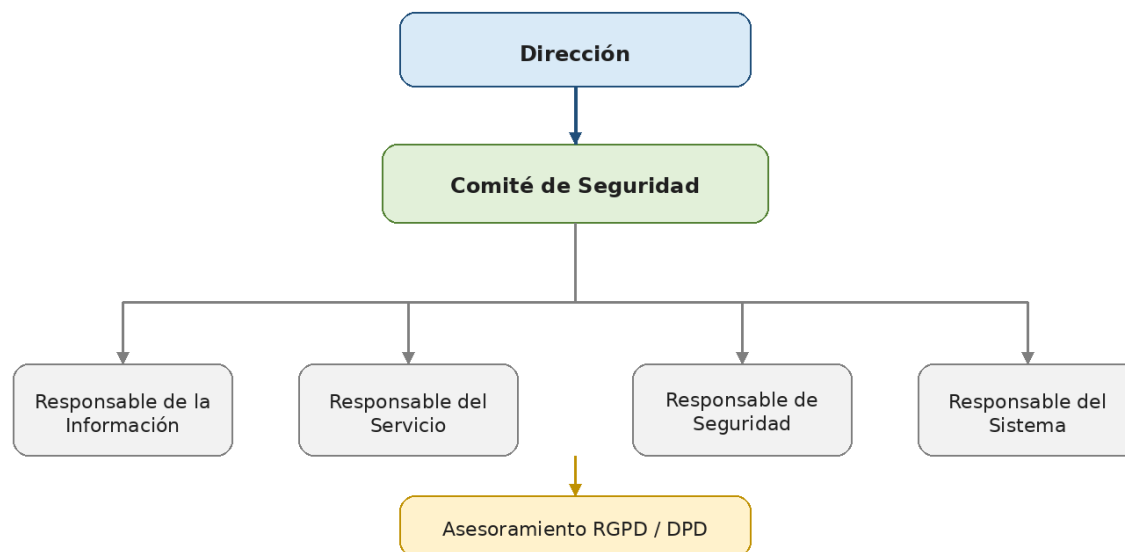 Dirección
Comité de Seguridad
Responsable de la
Información
Responsable del
Servicio
Responsable de
Seguridad
Responsable del
Sistema
Asesoramiento RGPD / DPD